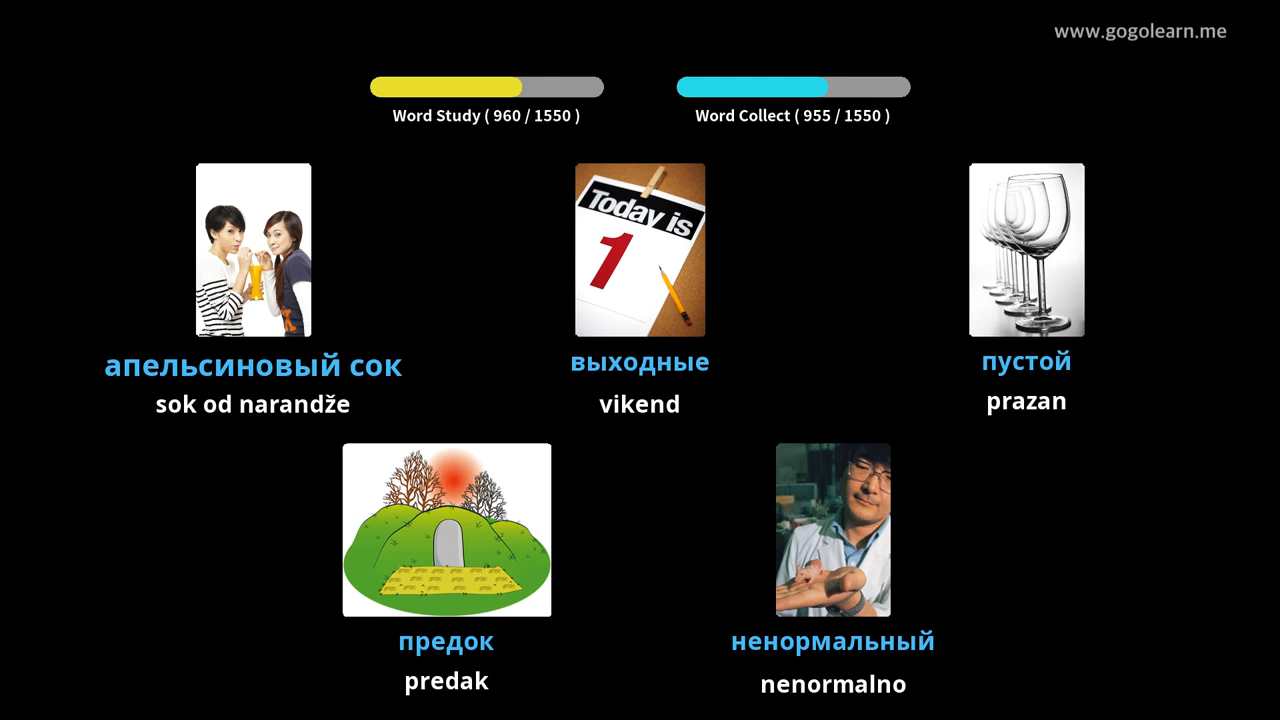 www.gogolearn.me
Word Study ( 960 / 1550 )
Word Collect ( 955 / 1550 )
Today is
1
апельсиновый сок
sok od narandže
выходные
vikend
пустой
prazan
предок
predak
ненормальный
nenormalno